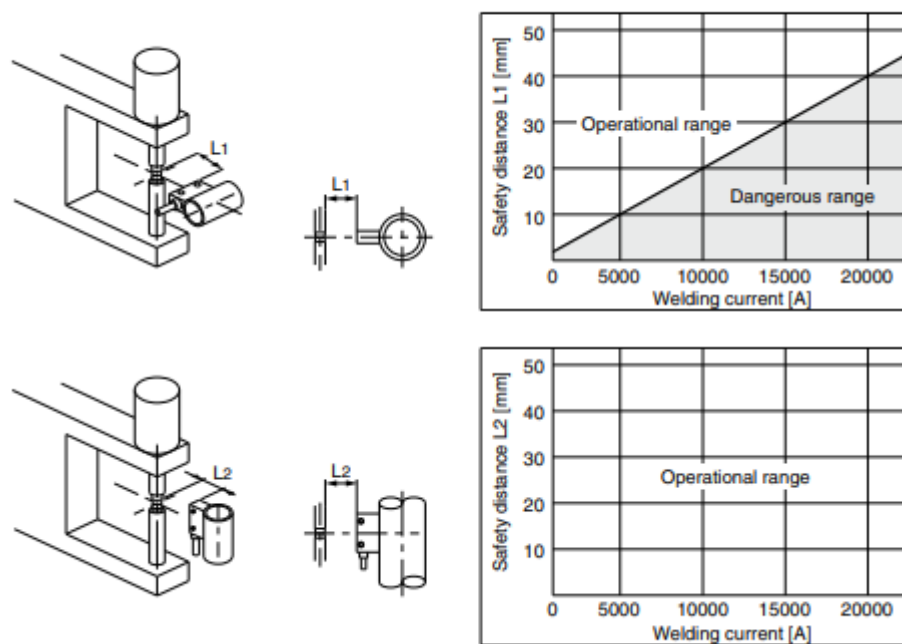 L1
L1
Safety distance L1 [mm]
50
40
30
20
10
Operational range
Dangerous range
0 5000 10000 15000 20000
Welding current [A]
L2
L2
Safety distance L2 [mm]
50
40
30
20
10
Operational range
0 5000 10000 15000 20000
Welding current [A]